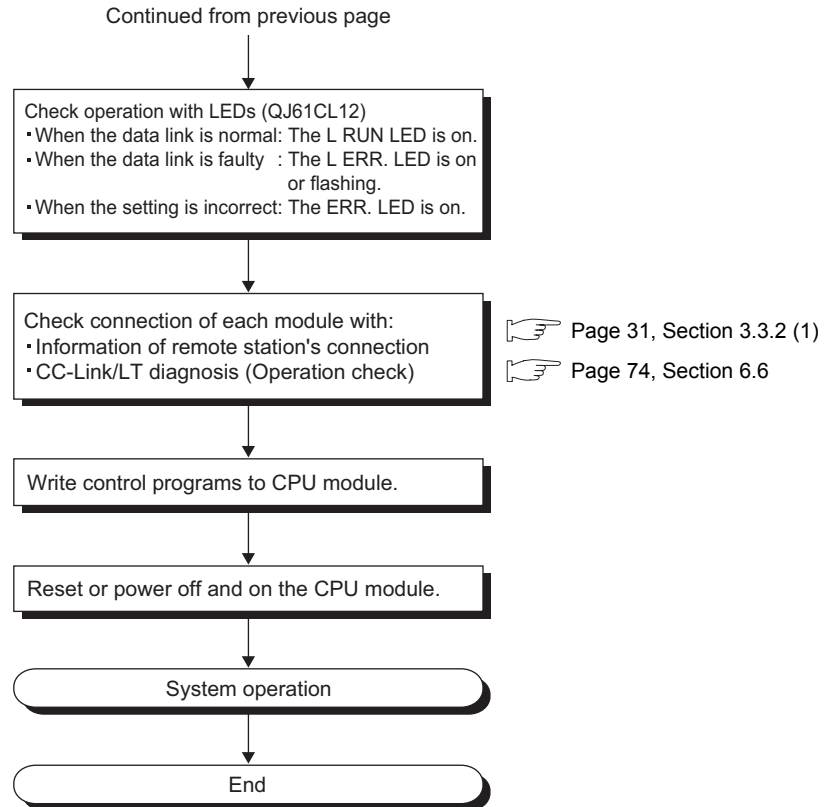 Continued from previous page
Check operation with LEDs (QJ61CL12)
▪When the data link is normal: The L RUN LED is on.
▪When the data link is faulty : The L ERR. LED is on
or flashing.
▪When the setting is incorrect: The ERR. LED is on.
Check connection of each module with:
▪Information of remote station's connection
▪CC-Link/LT diagnosis (Operation check)
Page 31, Section 3.3.2 (1)
Page 74, Section 6.6
Write control programs to CPU module.
Reset or power off and on the CPU module.
System operation
End